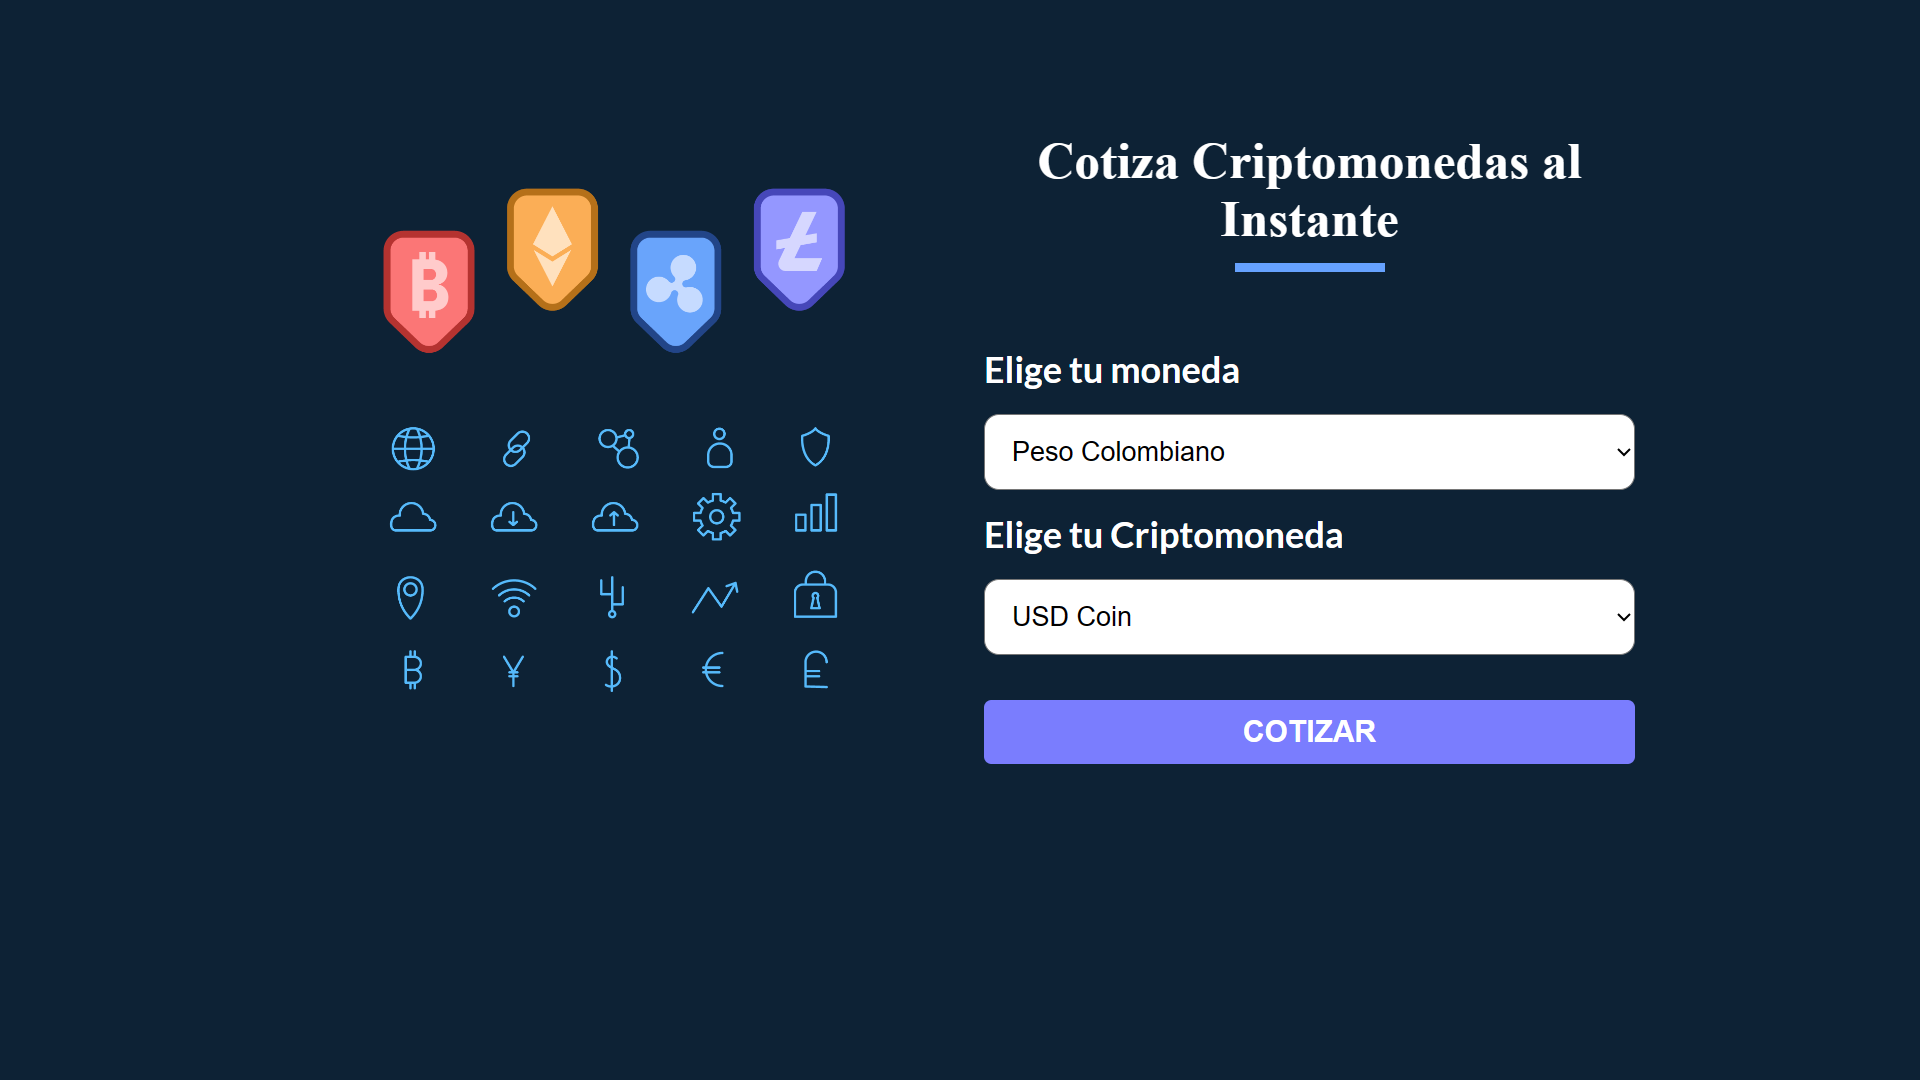 Cotiza Criptomonedas al
Instante
Elige tu moneda
Peso Colombiano
Elige tu Criptomoneda
USD Coin
COTIZAR